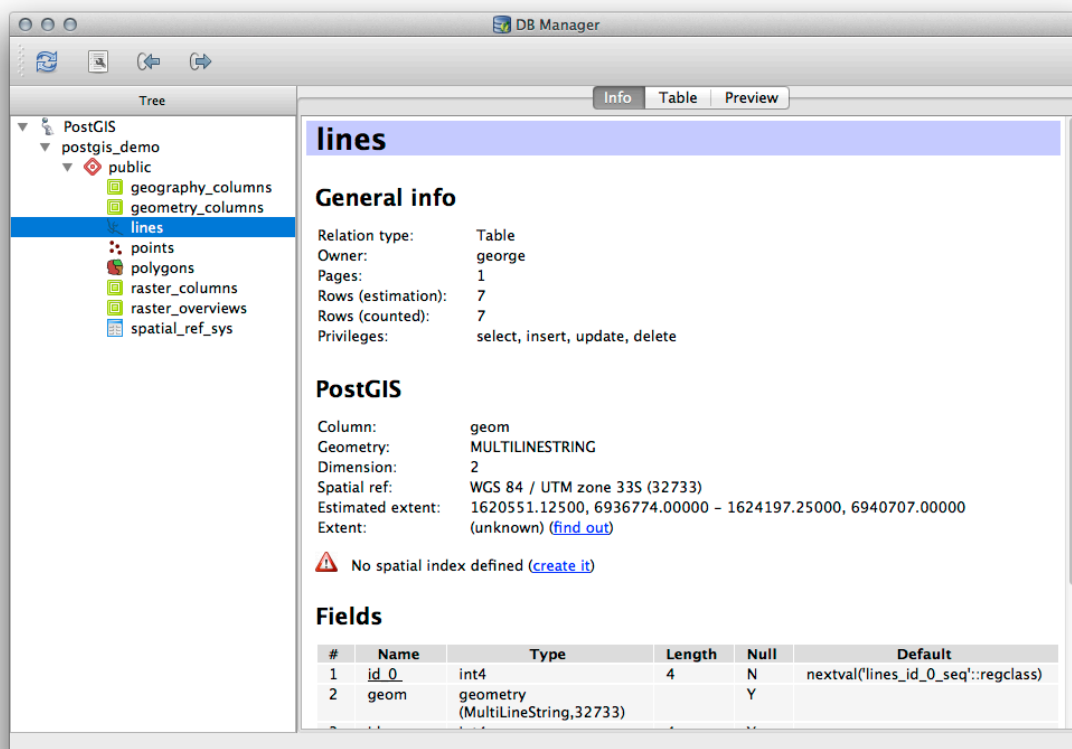 DB Manager
Tree
Info Table Preview
PostGIS
postgis_demo
public
geography_columns
geometry_columns
lines
points
polygons
raster_columns
raster_overviews
spatial_ref_sys
lines
General info
Relation type: Table
Owner: george
Pages: 1
Rows (estimation): 7
Rows (counted): 7
Privileges: select, insert, update, delete
PostGIS
Column: geom
Geometry: MULTILINESTRING
Dimension: 2
Spatial ref: WGS 84 / UTM zone 33S (32733)
Estimated extent: 1620551.12500, 6936774.00000 - 1624197.25000, 6940707.00000
Extent: (unknown) (find out)
No spatial index defined (create it)
Fields
# Name Type Length Null Default
1 id_0 int4 4 N nextval('lines_id_0_seq'::regclass)
2 geom geometry Y
(MultiLineString,32733)